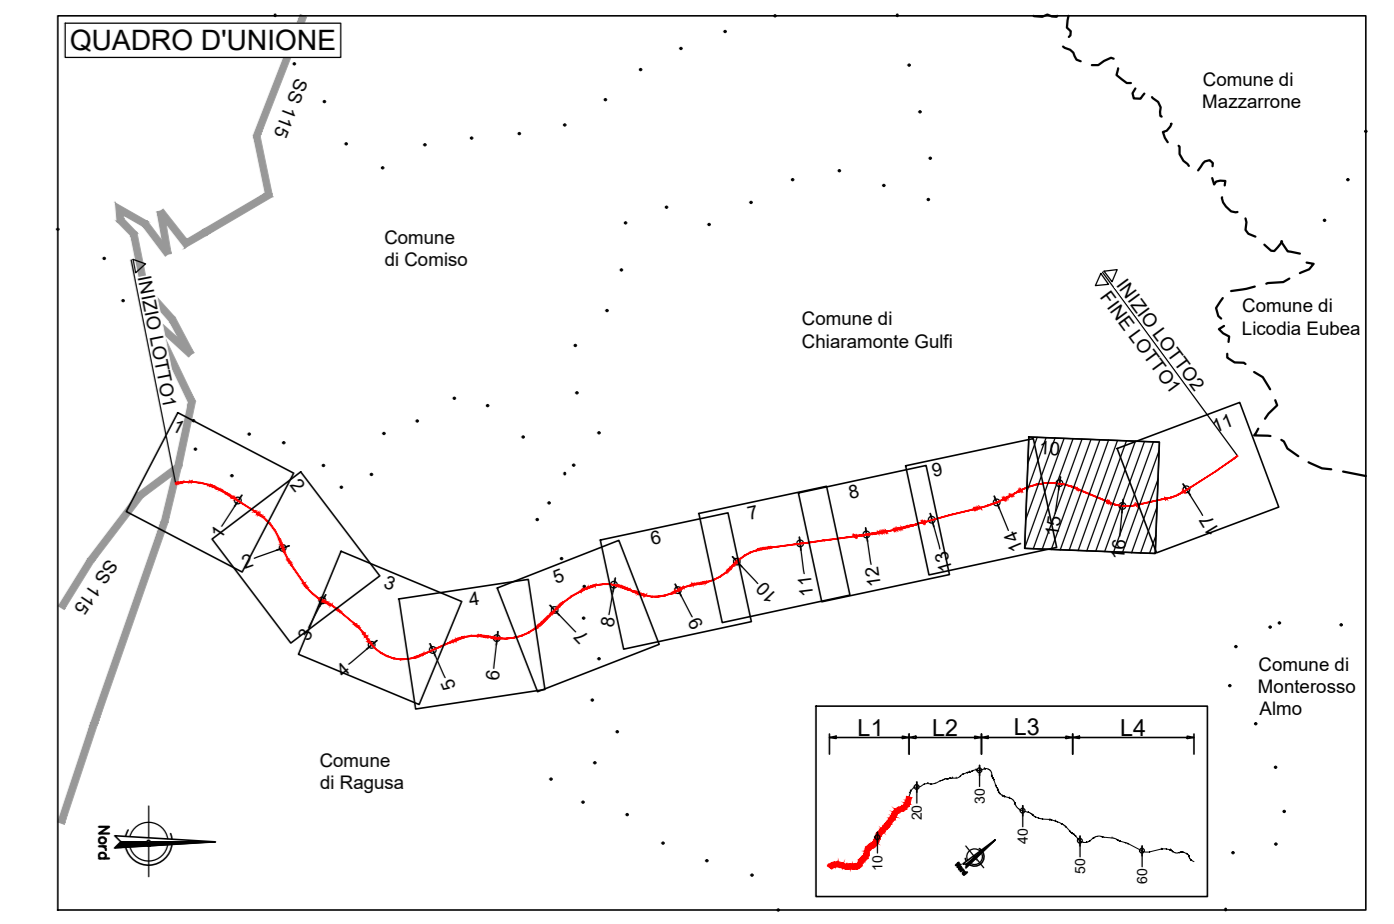 QUADRO D'UNIONE
SS 115
Comune di
Mazzarrone
Comune
di Comiso
INIZIO LOTTO1
Comune di
Chiaramonte Gulfi
INIZIO LOTTO2
FINE LOTTO1
Comune di
Licodia Eubea
1
2
3
4
5
6
7
8
9
10
11
1
2
3
4
5
6
7
8
9
10
11
12
13
14
15
16
17
SS 115
Comune di
Monterosso
Almo
Comune
di Ragusa
Nord
L1
L2
L3
L4
10
20
30
40
50
60